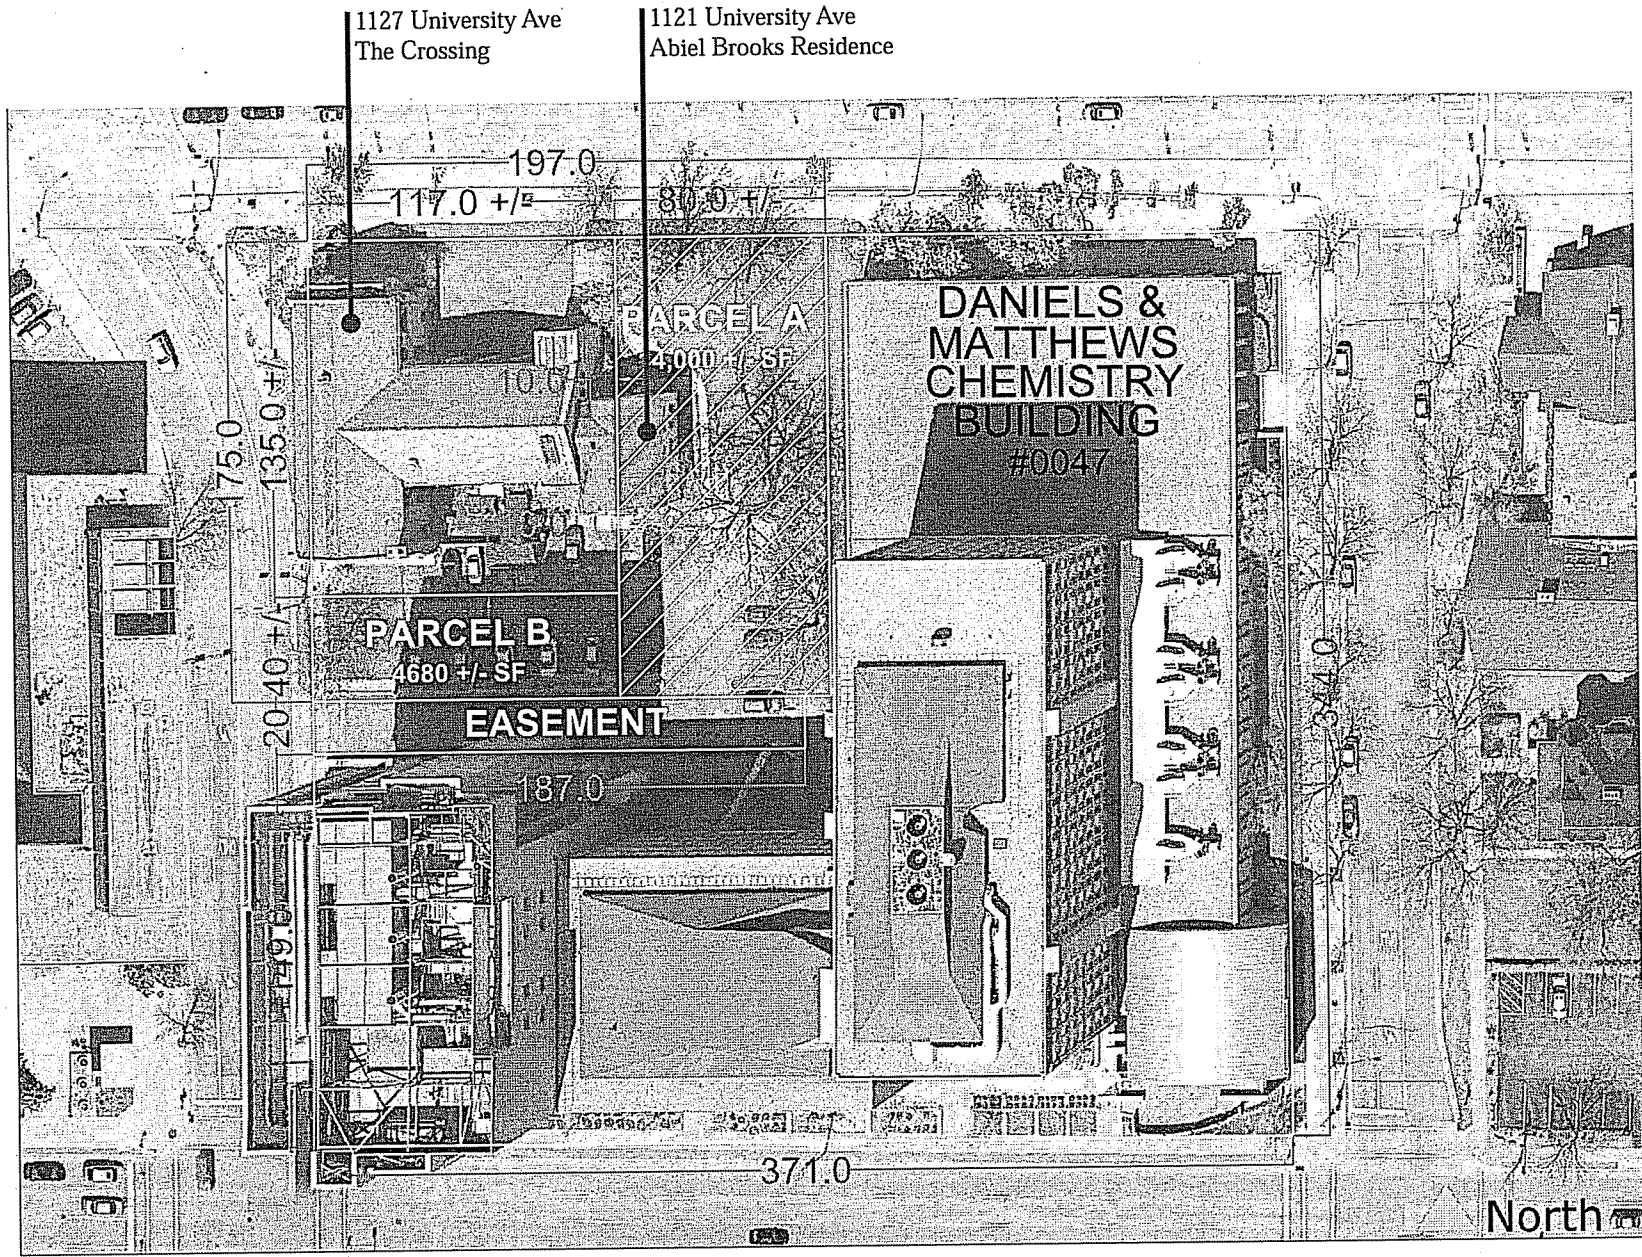 1127 University Ave
The Crossing
1121 University Ave
Abiel Brooks Residence
197.0
117.0 +/-
80.0 +/-
PARCEL A
4,000 +/- SF
10.0
DANIELS &
MATTHEWS
CHEMISTRY
BUILDING
#0047
175.0
135.0 +/-
PARCEL B
4680 +/- SF
20-40 +/-
EASEMENT
187.0
344.0
149.0
371.0
North